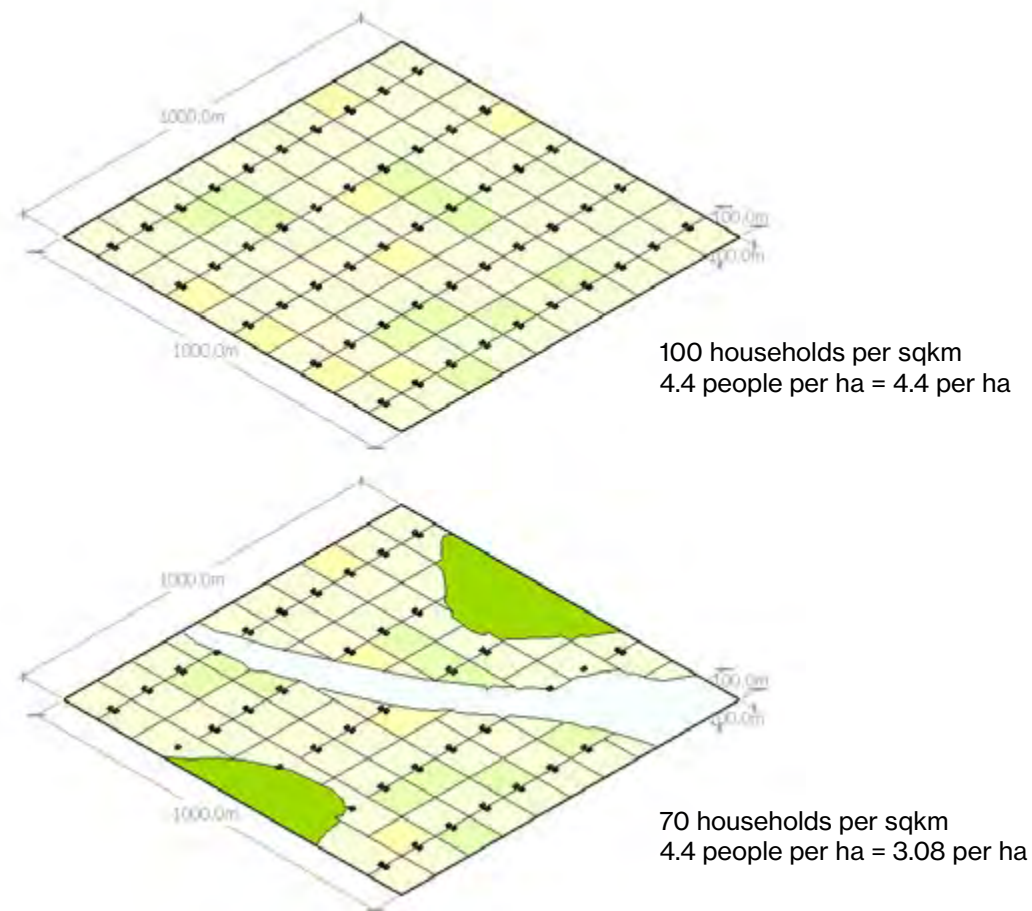 1000.0m
100.0m
100.0m
1000.0m
100 households per sqkm
4.4 people per ha = 4.4 per ha
1000.0m
100.0m
100.0m
1000.0m
70 households per sqkm
4.4 people per ha = 3.08 per ha